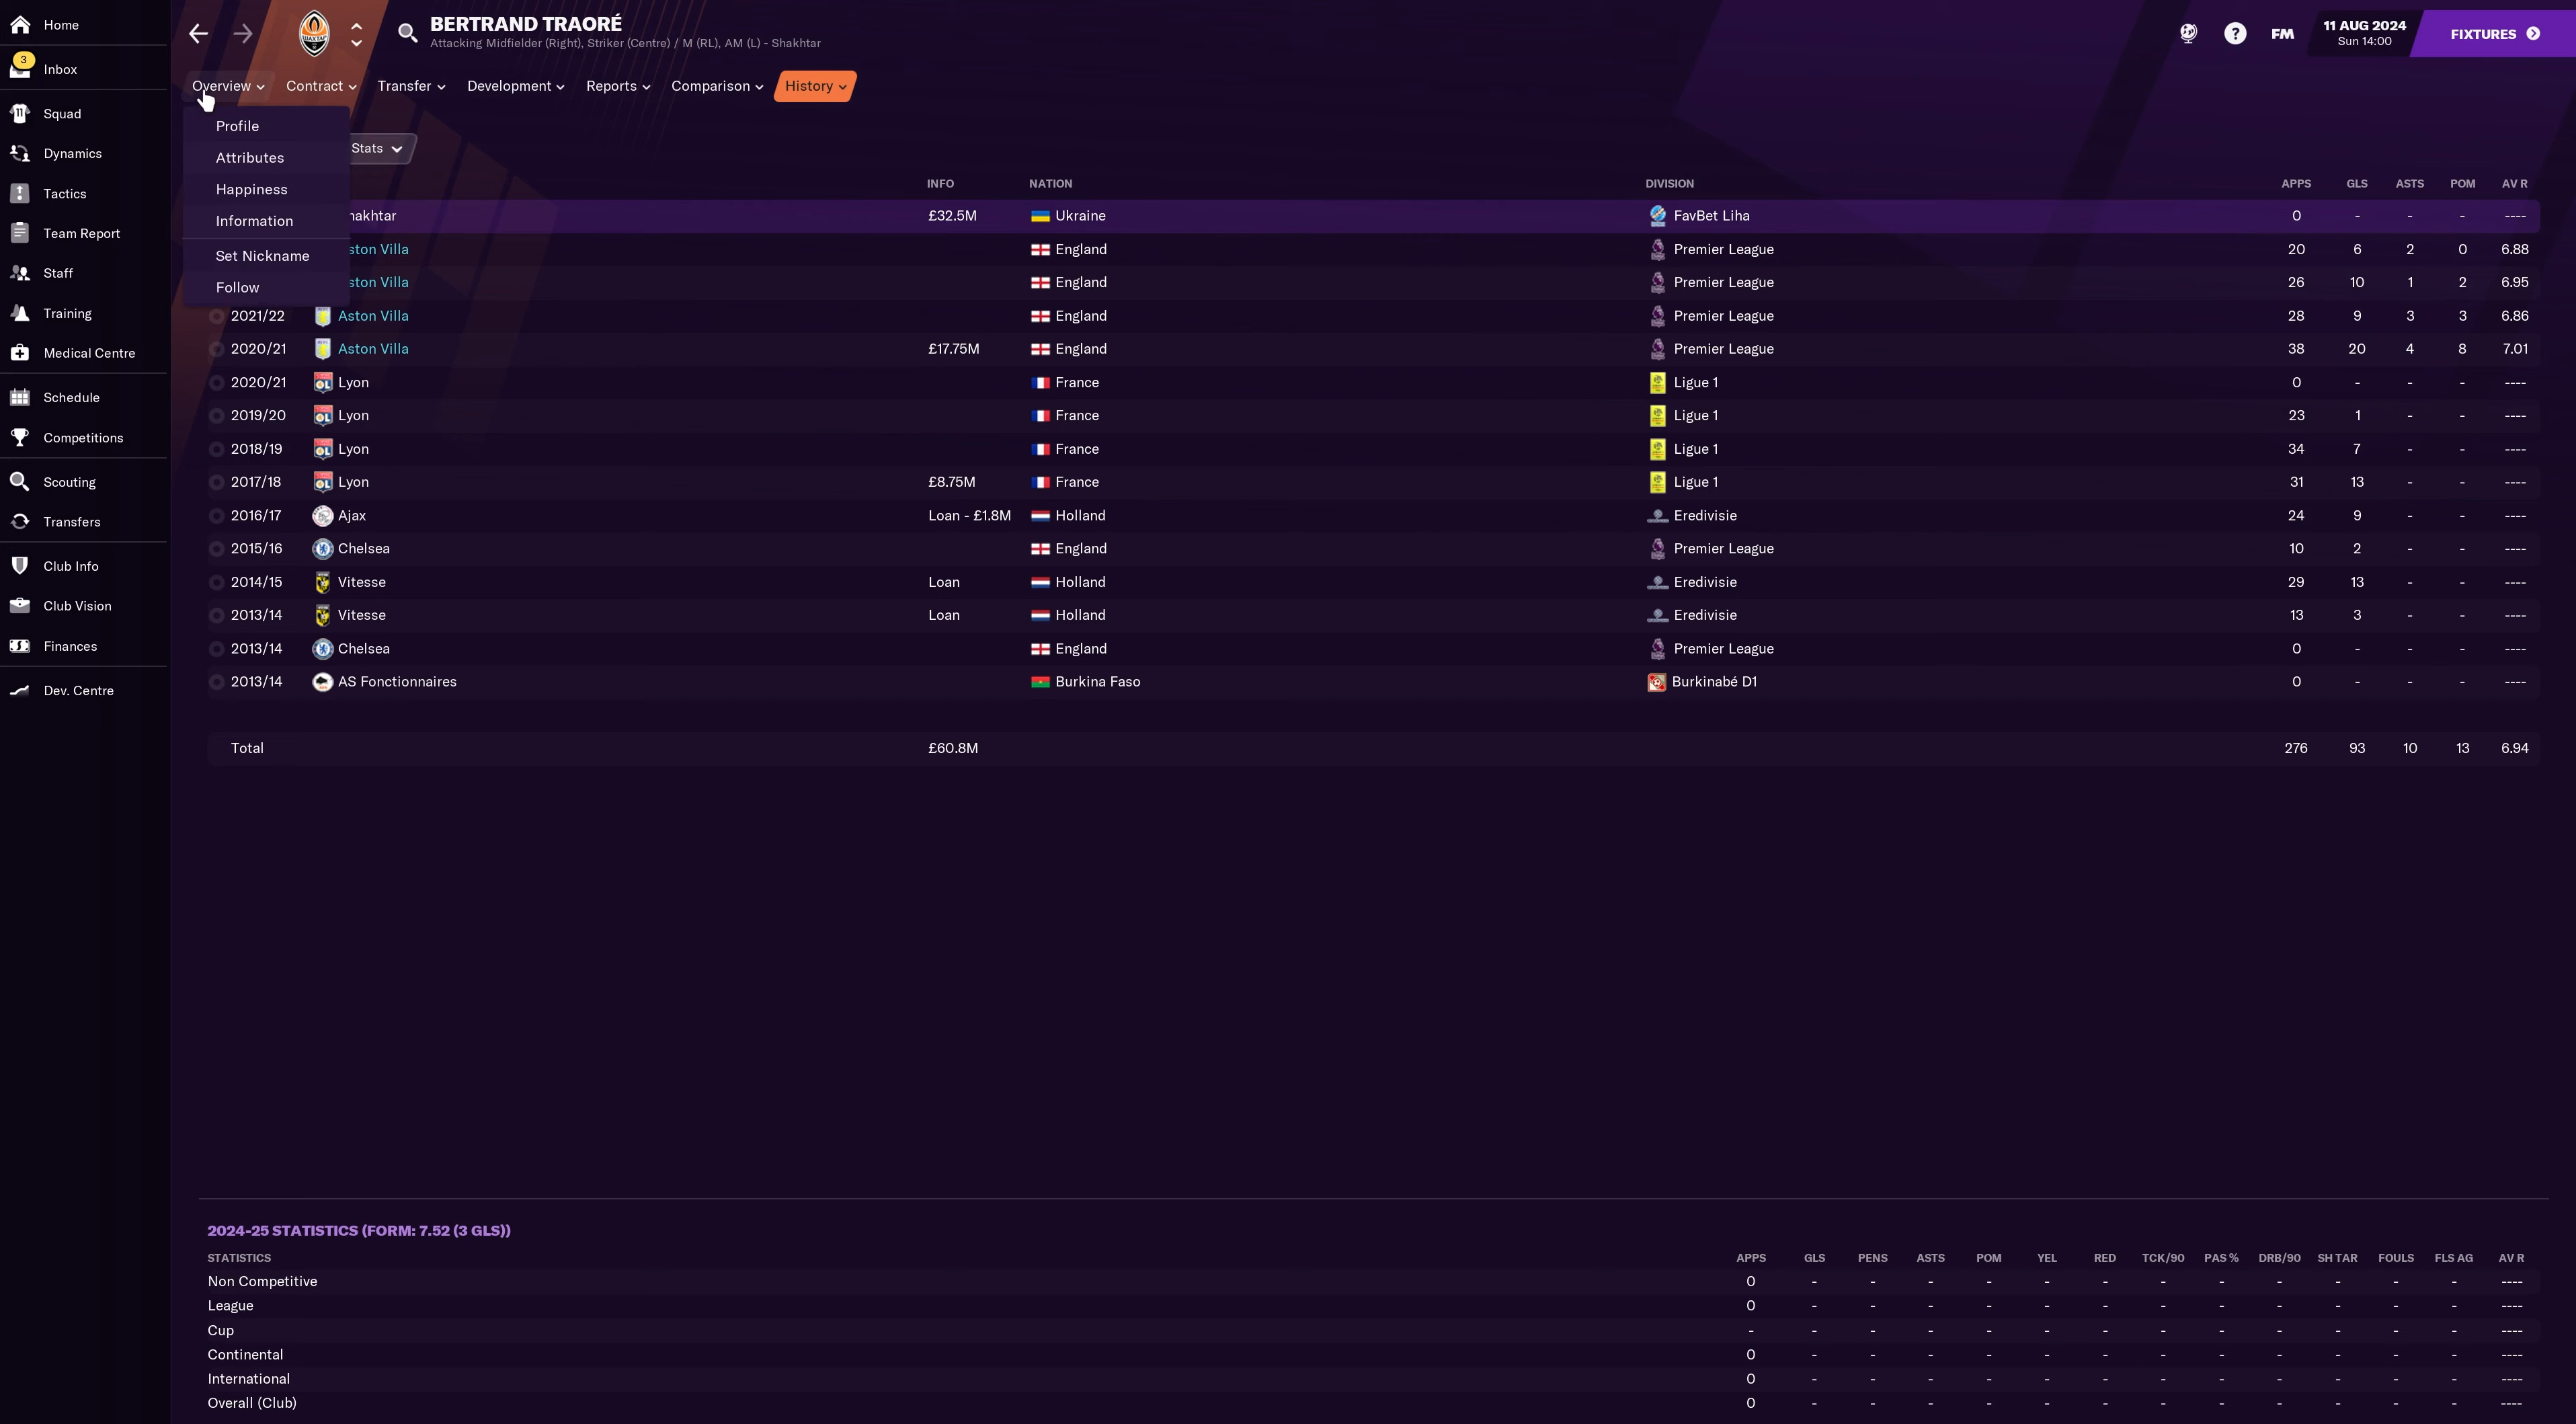 Home
3
Inbox
Squad
Dynamics
Tactics
Team Report
Staff
Training
Medical Centre
Schedule
Competitions
Scouting
Transfers
Club Info
Club Vision
Finances
Dev. Centre
BERTRAND TRAORÉ
Attacking Midfielder (Right), Striker (Centre) / M (RL), AM (L) - Shakhtar
FM
11 AUG 2024
Sun 14:00
FIXTURES
Overview Contract Transfer Development Reports Comparison History
Profile
Attributes
Happiness
Information
Set Nickname
Follow
Stats
INFO NATION DIVISION APPS GLS ASTS POM AV R
hakhtar £32.5M Ukraine FavBet Liha 0 - - - ----
ston Villa England Premier League 20 6 2 0 6.88
ston Villa England Premier League 26 10 1 2 6.95
2021/22 Aston Villa England Premier League 28 9 3 3 6.86
2020/21 Aston Villa £17.75M England Premier League 38 20 4 8 7.01
2020/21 Lyon France Ligue 1 0 - - - ----
2019/20 Lyon France Ligue 1 23 1 - - ----
2018/19 Lyon France Ligue 1 34 7 - - ----
2017/18 Lyon £8.75M France Ligue 1 31 13 - - ----
2016/17 Ajax Loan - £1.8M Holland Eredivisie 24 9 - - ----
2015/16 Chelsea England Premier League 10 2 - - ----
2014/15 Vitesse Loan Holland Eredivisie 29 13 - - ----
2013/14 Vitesse Loan Holland Eredivisie 13 3 - - ----
2013/14 Chelsea England Premier League 0 - - - ----
2013/14 AS Fonctionnaires Burkina Faso Burkinabé D1 0 - - - ----
Total £60.8M 276 93 10 13 6.94
2024-25 STATISTICS (FORM: 7.52 (3 GLS))
STATISTICS APPS GLS PENS ASTS POM YEL RED TCK/90 PAS % DRB/90 SH TAR FOULS FLS AG AV R
Non Competitive 0 - - - - - - - - - - - - ----
League 0 - - - - - - - - - - - - ----
Cup - - - - - - - - - - - - - ----
Continental 0 - - - - - - - - - - - - ----
International 0 - - - - - - - - - - - - ----
Overall (Club) 0 - - - - - - - - - - - - ----